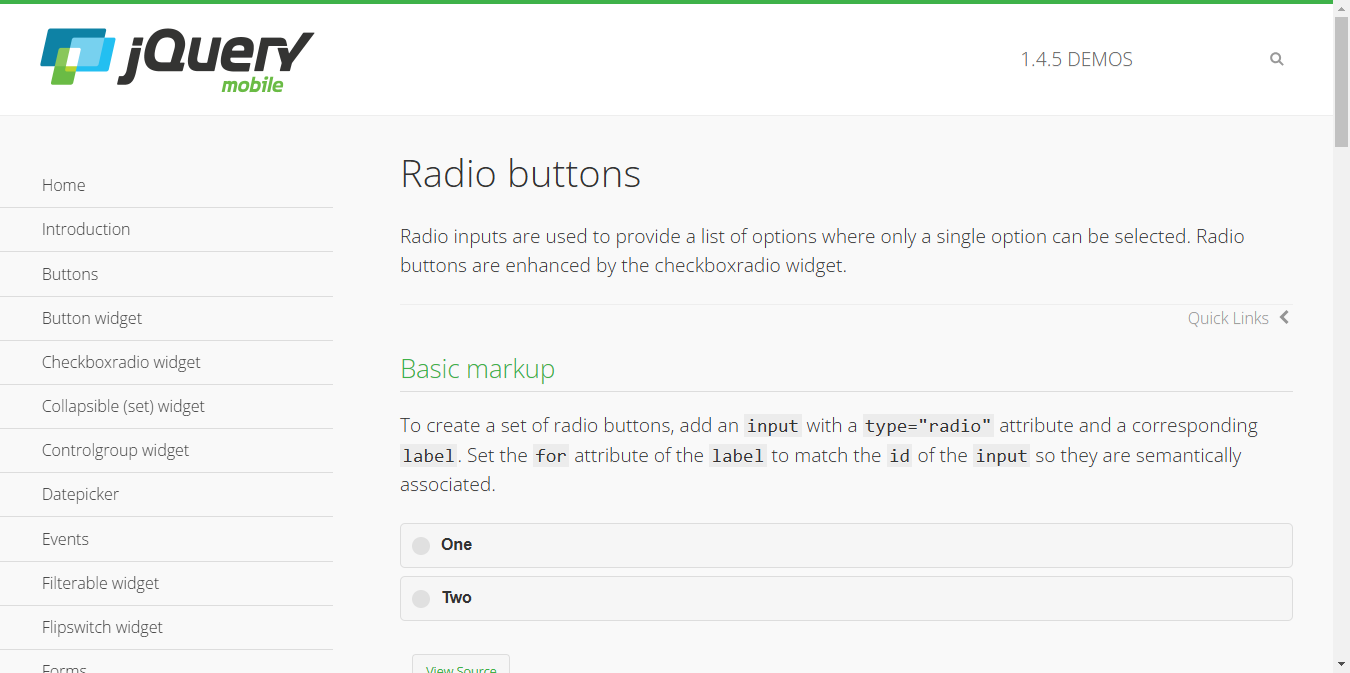 jQuery
mobile
1.4.5 DEMOS
Home
Introduction
Buttons
Button widget
Checkboxradio widget
Collapsible (set) widget
Controlgroup widget
Datepicker
Events
Filterable widget
Flipswitch widget
Forms
Radio buttons
Radio inputs are used to provide a list of options where only a single option can be selected. Radio
buttons are enhanced by the checkboxradio widget.
Quick Links
Basic markup
To create a set of radio buttons, add an input with a type="radio" attribute and a corresponding
label. Set the for attribute of the label to match the id of the input so they are semantically
associated.
One
Two
View Source